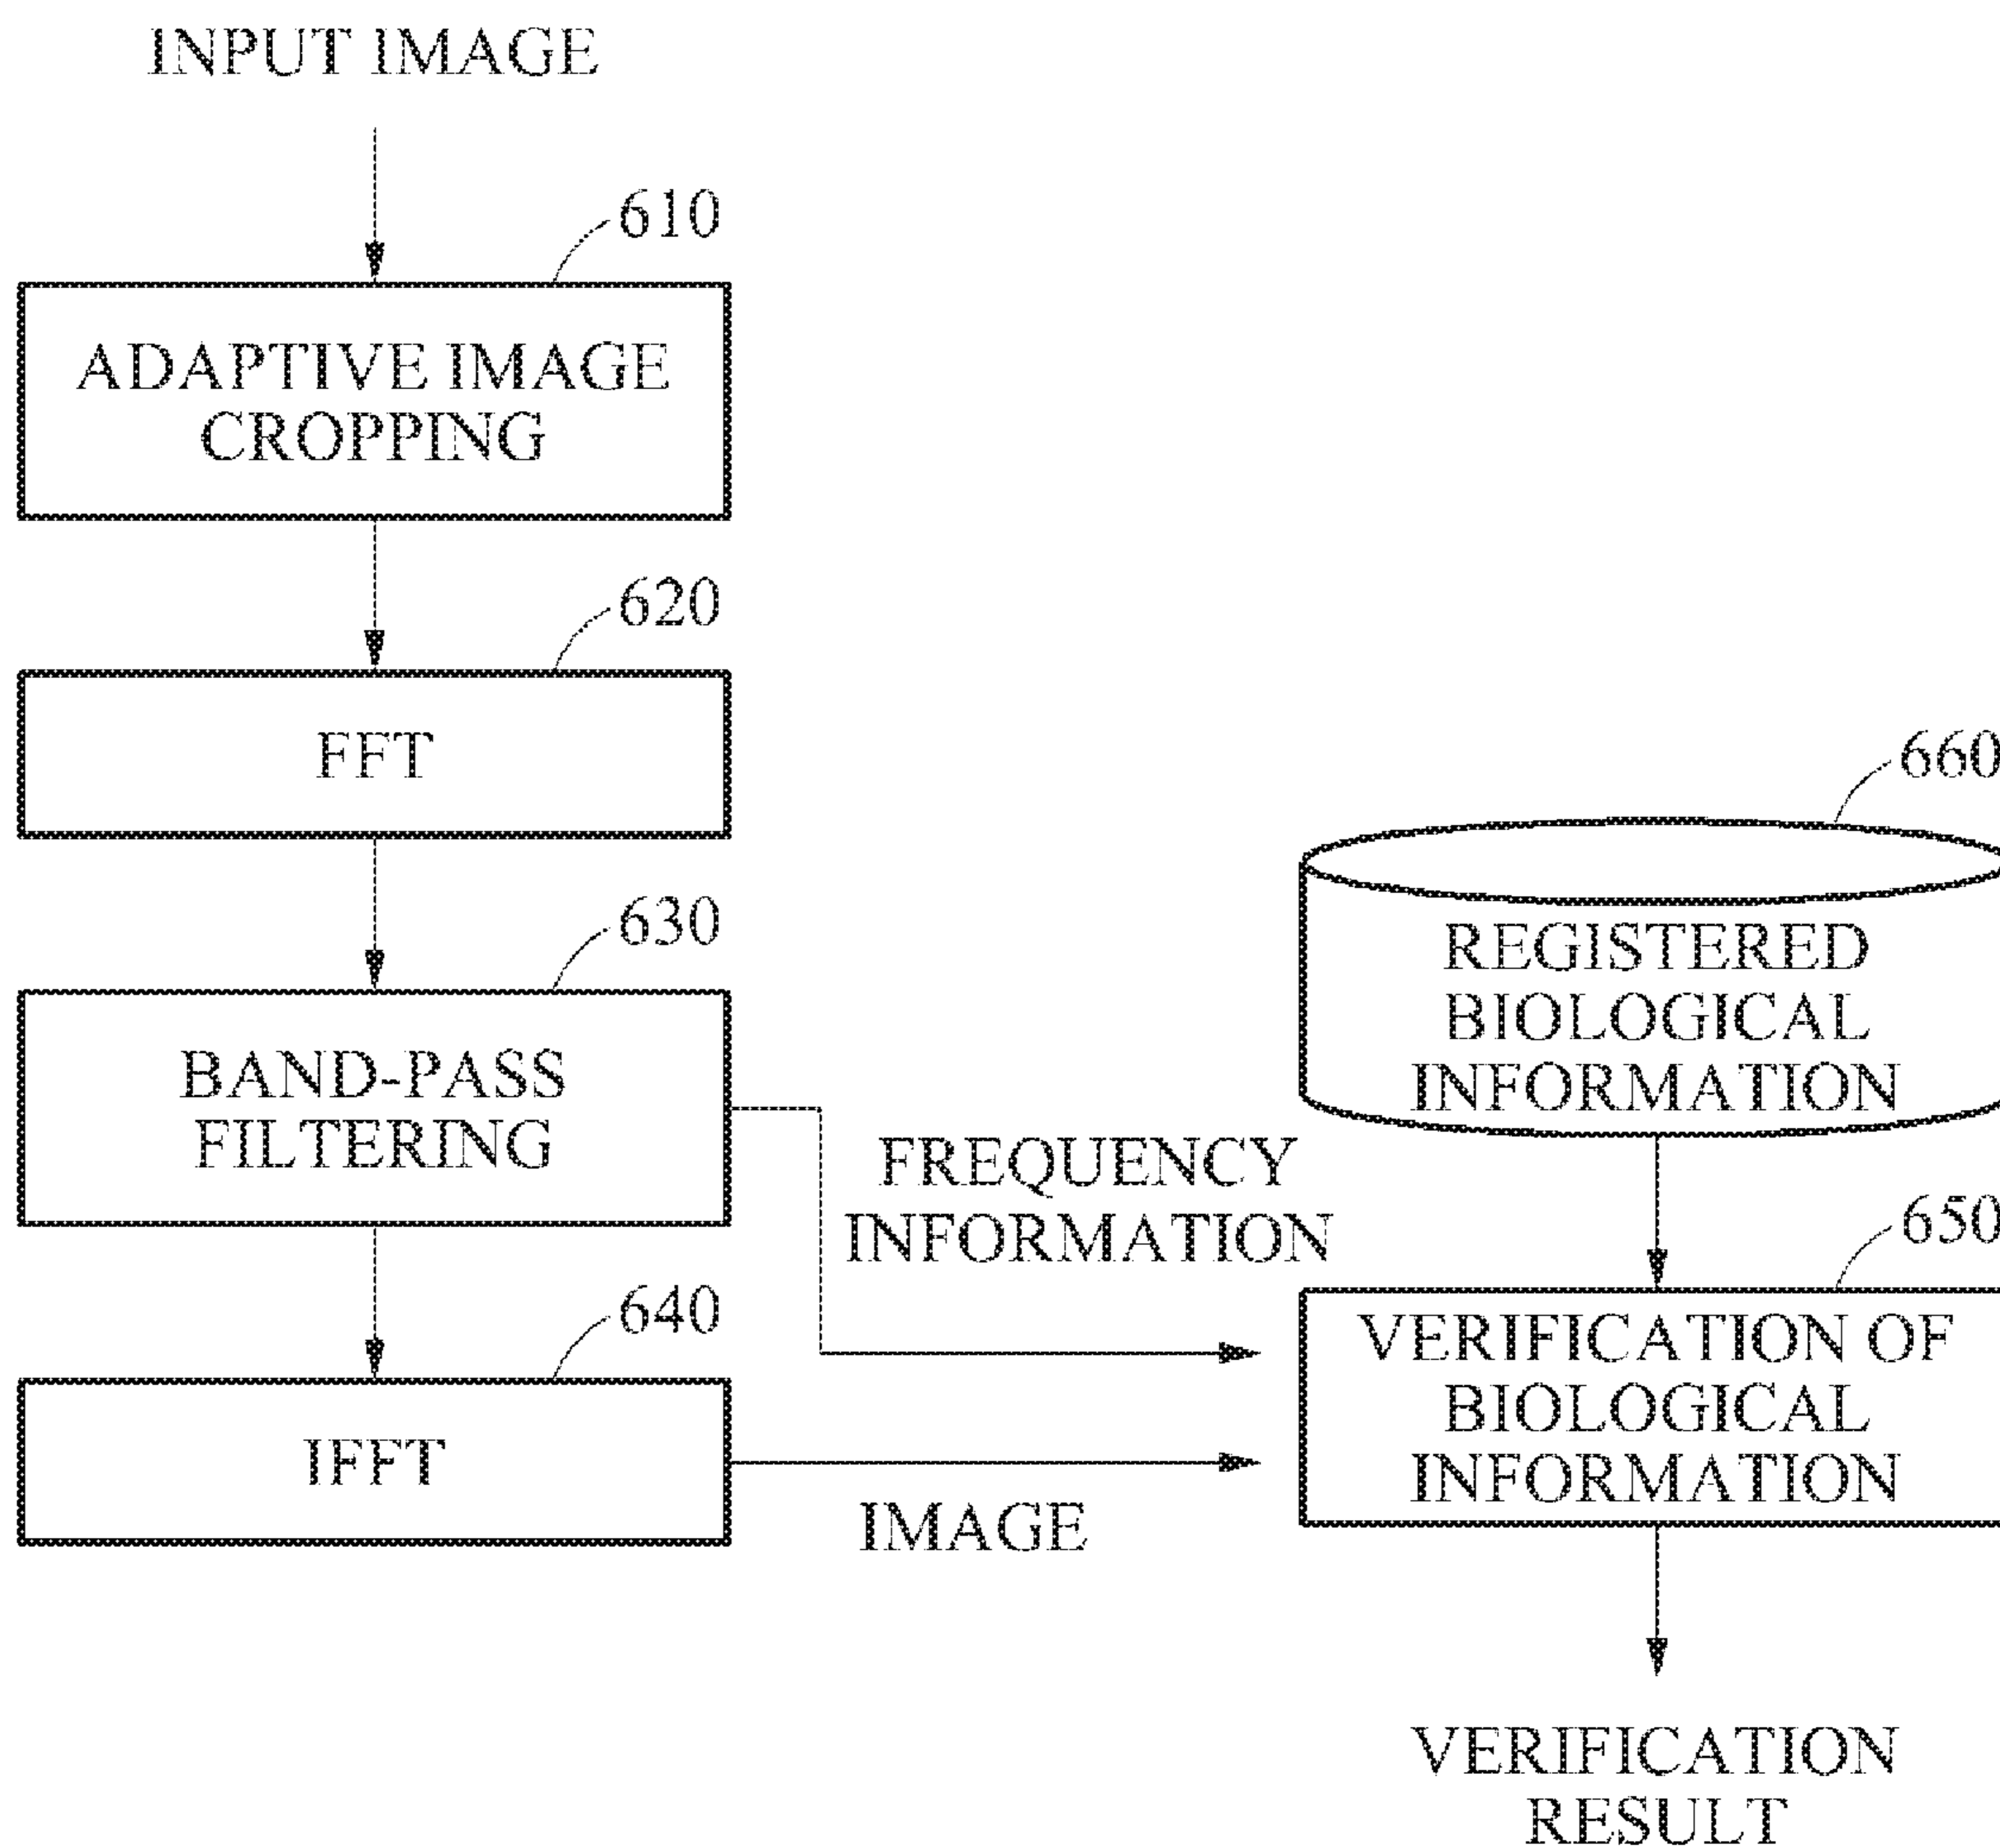 INPUT IMAGE
610
ADAPTIVE IMAGE
CROPPING
620
FFT
630
BAND-PASS
FILTERING
640
IFFT
FREQUENCY
INFORMATION
IMAGE
660
REGISTERED
BIOLOGICAL
INFORMATION
650
VERIFICATION OF
BIOLOGICAL
INFORMATION
VERIFICATION
RESULT